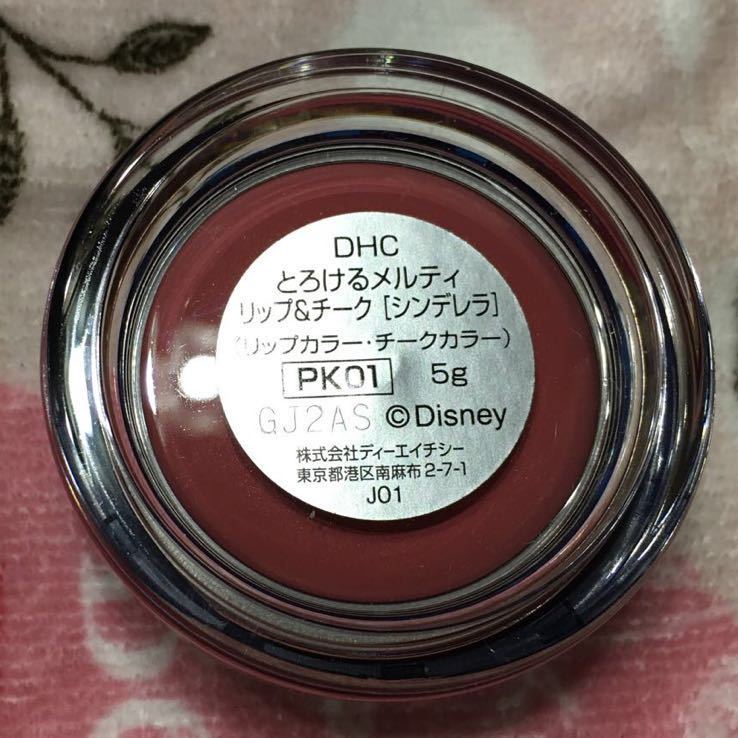 DHC
とろけるメルティ
リップ&チーク [シンデレラ]
(リップカラー・チークカラー)
PK01 5g
GJ2AS ©Disney
株式会社ディーエイチシー
東京都港区南麻布2-7-1
J01